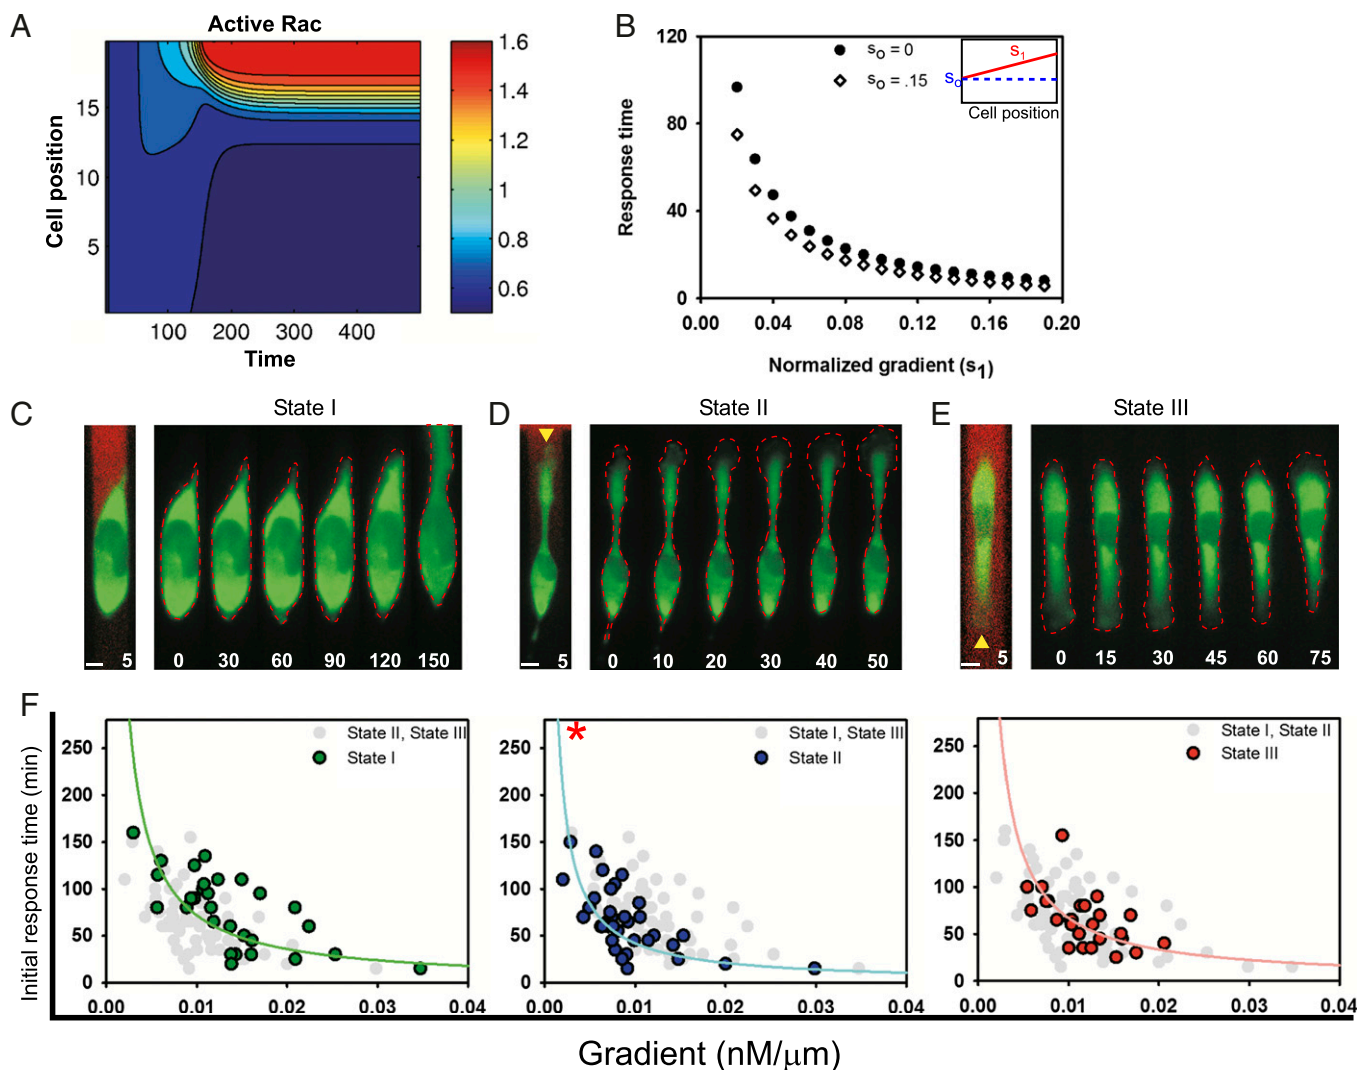 A
Active Rac
Cell position
15
10
5
100 200 300 400
Time
1.6
1.4
1.2
1
0.8
0.6
B
Response time
120
80
40
0
s₀ = 0
s₀ = .15
s₁
s₀
Cell position
0.00 0.04 0.08 0.12 0.16 0.20
Normalized gradient (s₁)
C
State I
5
0 30 60 90 120 150
D
State II
5
0 10 20 30 40 50
E
State III
5
0 15 30 45 60 75
F
Initial response time (min)
250
200
150
100
50
0
State II, State III
State I
0.00 0.01 0.02 0.03 0.04
250
200
150
100
50
0
*
State I, State III
State II
0.00 0.01 0.02 0.03 0.04
250
200
150
100
50
0
State I, State II
State III
0.00 0.01 0.02 0.03 0.04
Gradient (nM/μm)